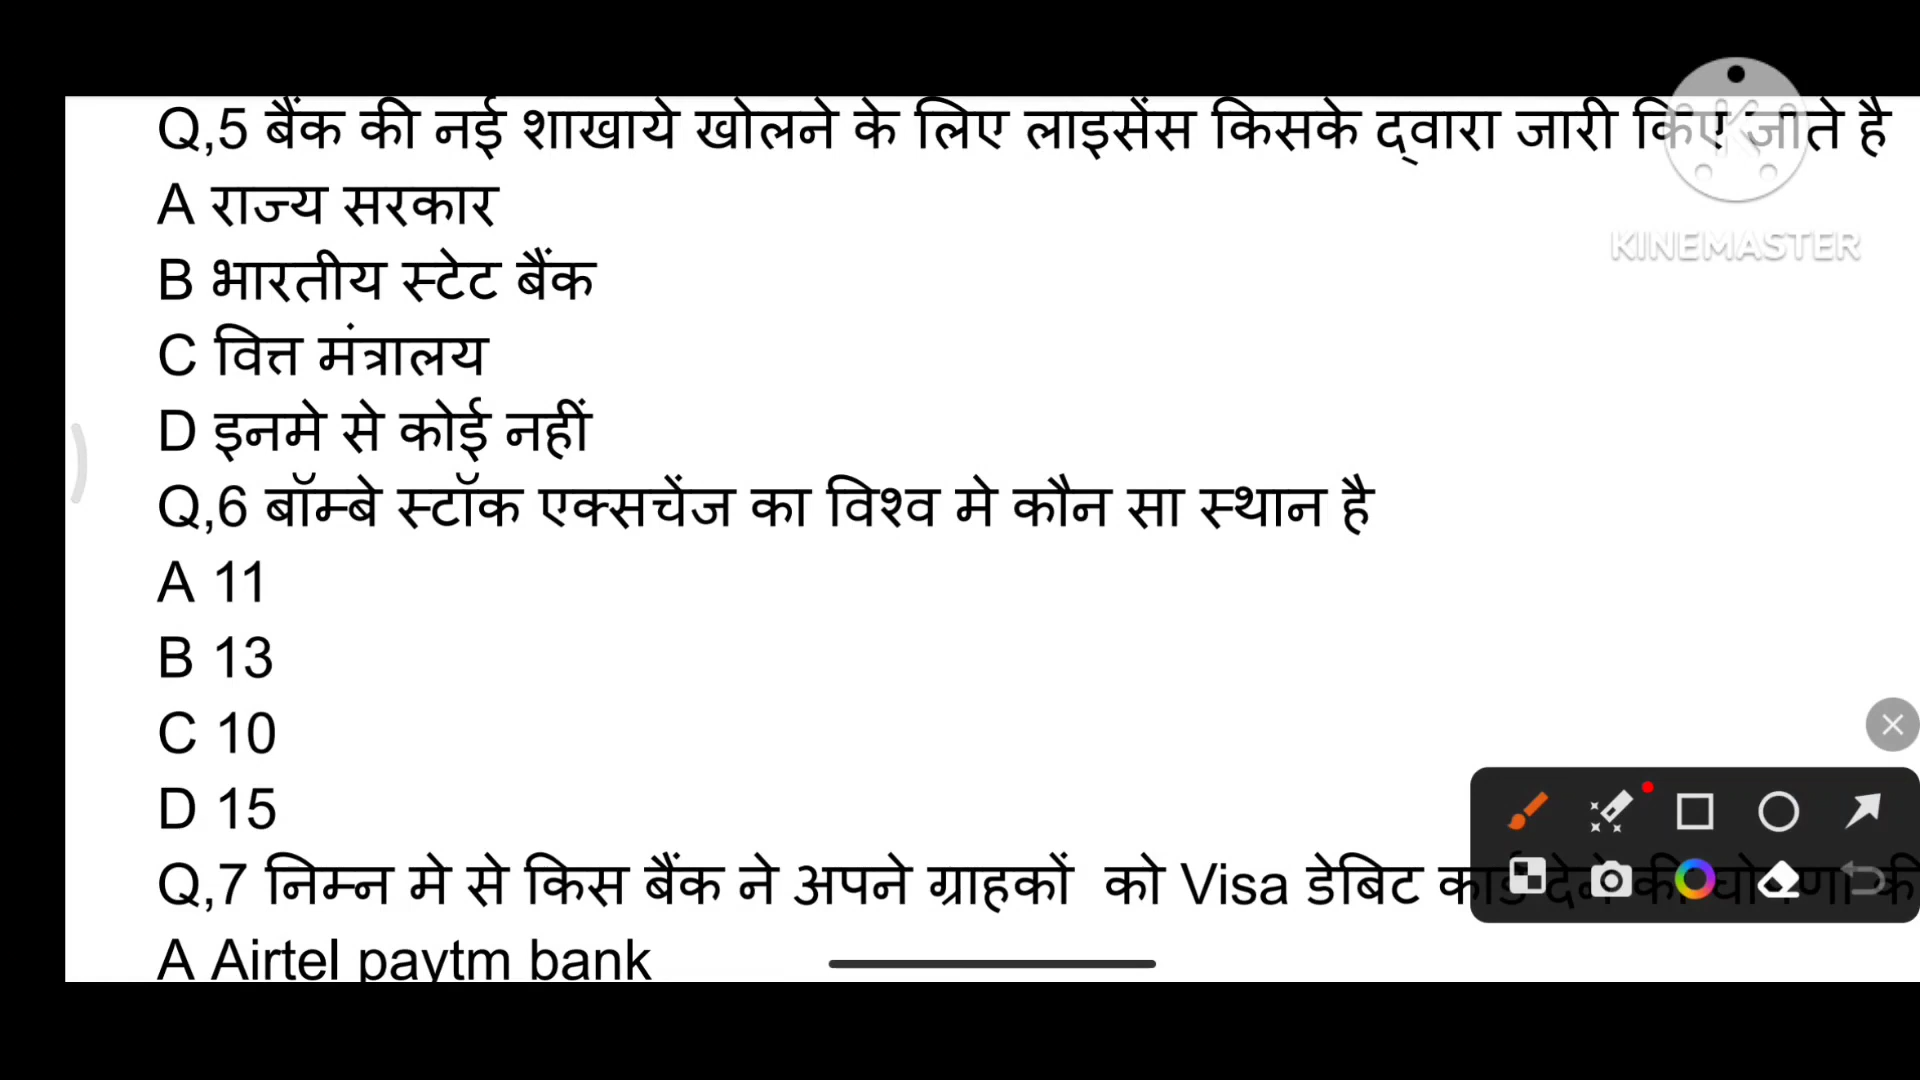 Q,5 बैंक की नई शाखाये खोलने के लिए लाइसेंस किसके द्वारा जारी किए जाते है
A राज्य सरकार
KINEMASTER
B भारतीय स्टेट बैंक
C वित्त मंत्रालय
D इनमे से कोई नहीं
Q,6 बॉम्बे स्टॉक एक्सचेंज का विश्व मे कौन सा स्थान है
A 11
B 13
C 10
D 15
Q,7 निम्न मे से किस बैंक ने अपने ग्राहकों को Visa डेबिट कार्ड देने की घोषणा की
A Airtel paytm bank